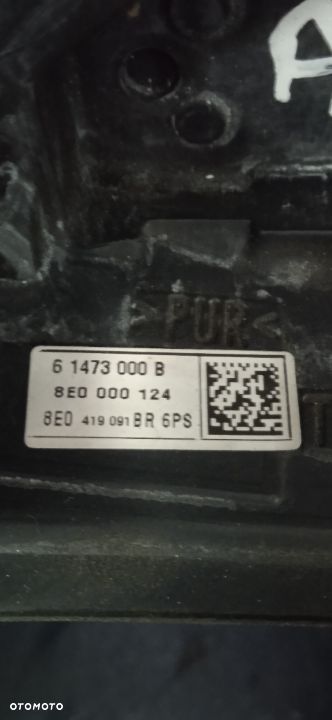 A
>PUR<
6 1473 000 B
8E0 000 124
8E0 419 091 BR 6PS
T
OTOMOTO